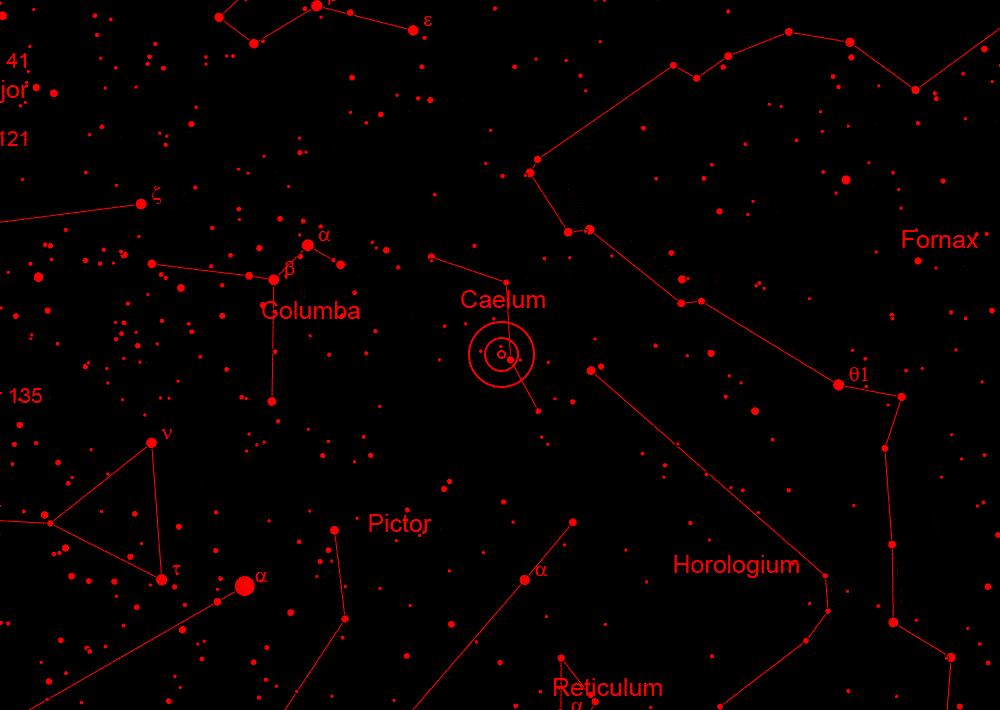 ε
41
jor
121
ζ
α
Fornax
β
Caelum
Columba
θ1
135
ν
Pictor
Horologium
τ
α
α
Reticulum
α